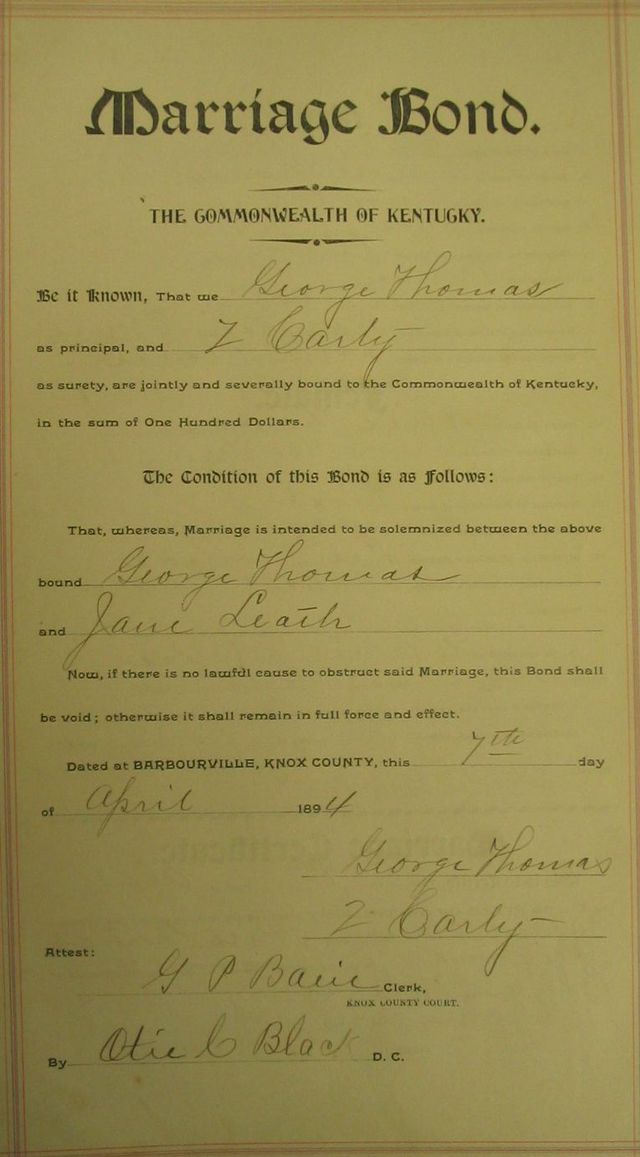 Marriage Bond.
THE COMMONWEALTH OF KENTUCKY.
Be it Known, That we George Thomas
as principal, and Z Early
as surety, are jointly and severally bound to the Commonwealth of Kentucky,
in the sum of One Hundred Dollars.
The Condition of this Bond is as Follows:
That, whereas, Marriage is intended to be solemnized between the above
bound George Thomas
and Jane Leath
Now, if there is no lawful cause to obstruct said Marriage, this Bond shall
be void; otherwise it shall remain in full force and effect.
Dated at BARBOURVILLE, KNOX COUNTY, this 7th day
of April 1894
George Thomas
Z Early
Attest:
G P Clerk,
KNOX COUNTY COURT.
By Otie C Black D. C.